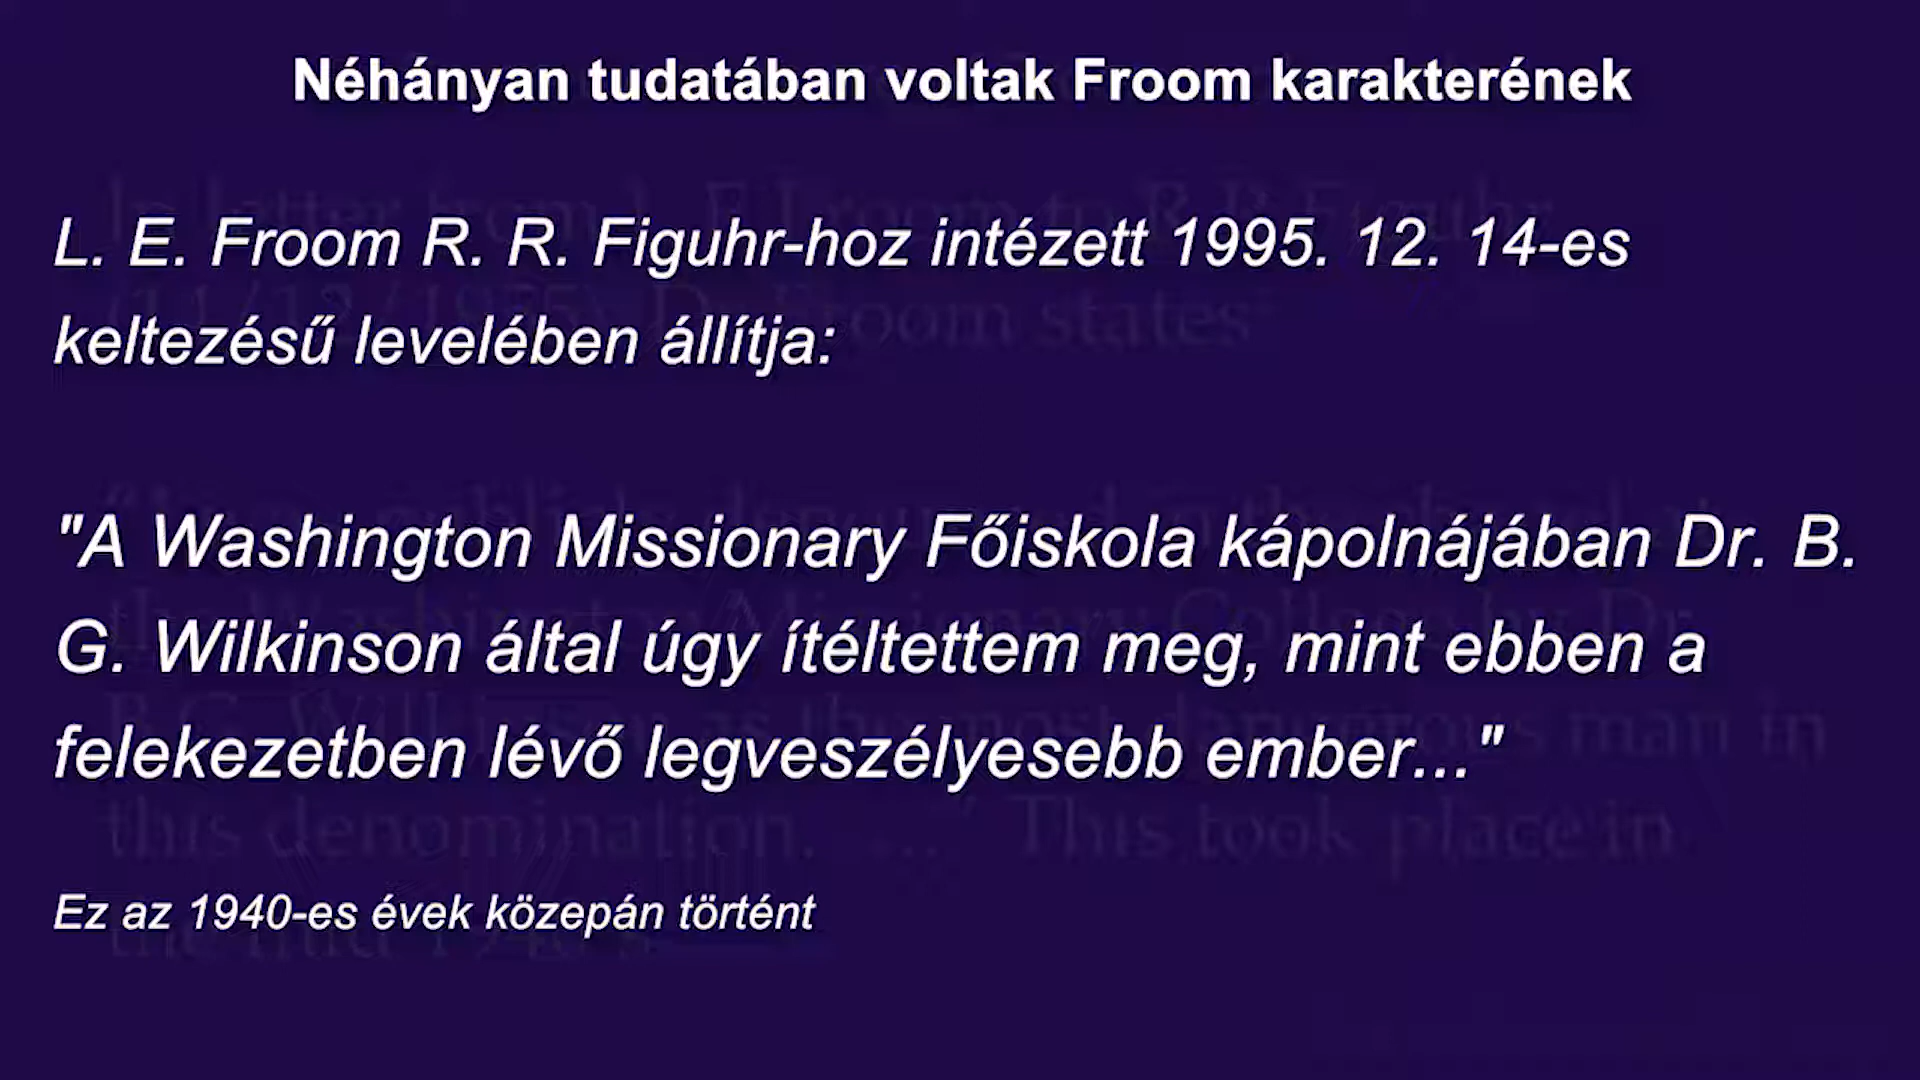 Néhányan tudatában voltak Froom karakterének
L. E. Froom R. R. Figuhr-hoz intézett 1995. 12. 14-es
keltezésű levelében állítja:
"A Washington Missionary Főiskola kápolnájában Dr. B.
G. Wilkinson által úgy ítéltettem meg, mint ebben a
felekezetben lévő legveszélyesebb ember..."
Ez az 1940-es évek közepán történt